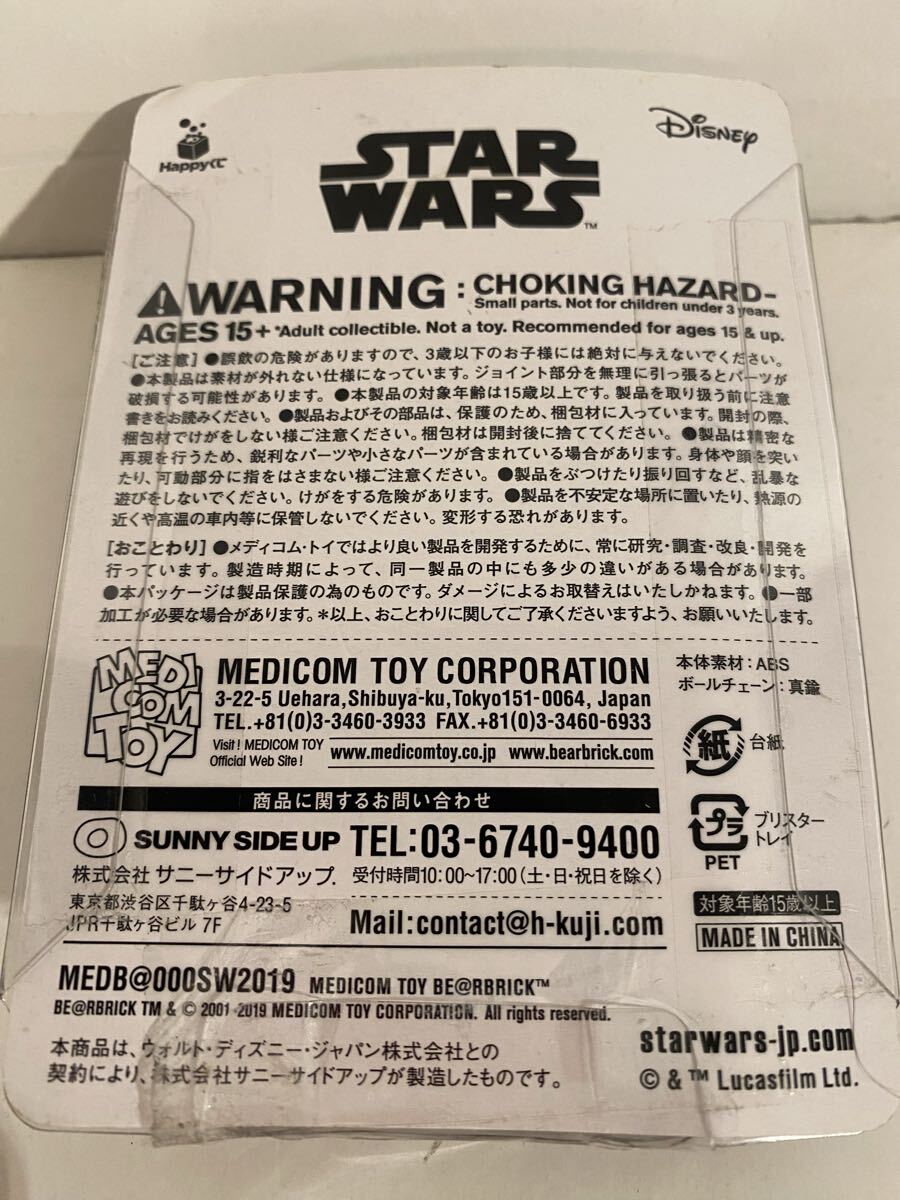 Happyくじ
Disney
STAR
WARS™
WARNING : CHOKING HAZARD–
Small parts. Not for children under 3 years.
AGES 15+ *Adult collectible. Not a toy. Recommended for ages 15 & up.
[ご注意] ●誤飲の危険がありますので、3歳以下のお子様には絶対に与えないでください。
●本製品は素材が外れない仕様になっています。ジョイント部分を無理に引っ張るとパーツが
破損する可能性があります。 ●本製品の対象年齢は15歳以上です。製品を取り扱う前に注意
書きをお読みください。 ●製品およびその部品は、保護のため、梱包材に入っています。開封の際、
梱包材でけがをしない様ご注意ください。梱包材は開封後に捨ててください。 ●製品は精密な
再現を行うため、鋭利なパーツや小さなパーツが含まれている場合があります。身体や顔を突い
たり、可動部分に指をはさまない様ご注意ください。 ●製品をぶつけたり振り回すなど、乱暴な
遊びをしないでください。けがをする危険があります。 ●製品を不安定な場所に置いたり、熱源の
近くや高温の車内等に保管しないでください。変形する恐れがあります。
[おことわり] ●メディコム・トイではより良い製品を開発するために、常に研究・調査・改良・開発を
行っています。製造時期によって、同一製品の中にも多少の違いがある場合があります。
●本パッケージは製品保護の為のものです。ダメージによるお取替えはいたしかねます。 ●一部
加工が必要な場合があります。*以上、おことわりに関してご了承くださいますよう、お願いいたします。
MEDI
COM
TOY
MEDICOM TOY CORPORATION
3-22-5 Uehara,Shibuya-ku,Tokyo151-0064, Japan
TEL.+81(0)3-3460-3933 FAX.+81(0)3-3460-6933
Visit! MEDICOM TOY
Official Web Site!
www.medicomtoy.co.jp www.bearbrick.com
本体素材:ABS
ボールチェーン:真鍮
紙 台紙
プラ
PET
ブリスター
トレイ
対象年齢15歳以上
MADE IN CHINA
商品に関するお問い合わせ
SUNNY SIDE UP TEL:03-6740-9400
株式会社 サニーサイドアップ. 受付時間10:00~17:00(土・日・祝日を除く)
東京都渋谷区千駄ヶ谷4-23-5
JPR千駄ヶ谷ビル 7F
Mail:contact@h-kuji.com
MEDB@000SW2019 MEDICOM TOY BE@RBRICK™
BE@RBRICK TM & © 2001-2019 MEDICOM TOY CORPORATION. All rights reserved.
本商品は、ウォルト・ディズニー・ジャパン株式会社との
契約により、株式会社サニーサイドアップが製造したものです。
starwars-jp.com
© & ™ Lucasfilm Ltd.